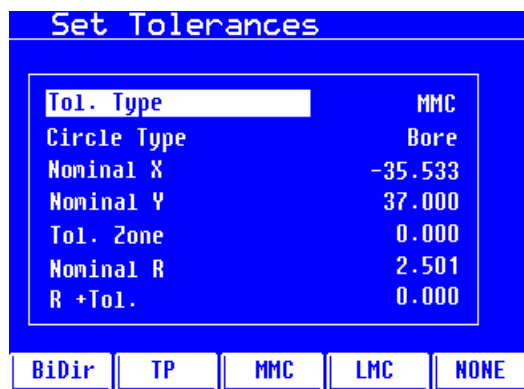 Set Tolerances
Tol. Type MMC
Circle Type Bore
Nominal X -35.533
Nominal Y 37.000
Tol. Zone 0.000
Nominal R 2.501
R +Tol. 0.000
BiDir TP MMC LMC NONE